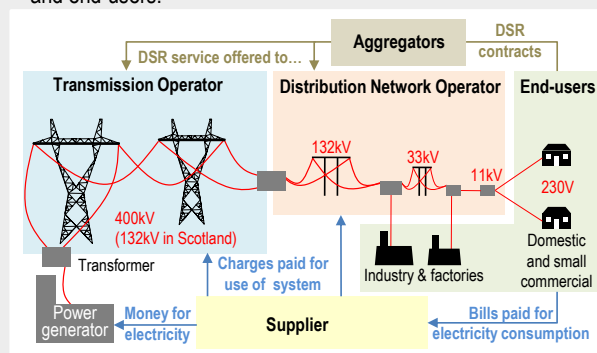 and end-users.
Aggregators
DSR
contracts
DSR service offered to…
Transmission Operator
Distribution Network Operator
End-users
132kV
33kV
11kV
230V
400kV
(132kV in Scotland)
Transformer
Charges paid for
use of system
Industry & factories
Domestic
and small
commercial
Power
generator
Money for
electricity
Supplier
Bills paid for
electricity consumption